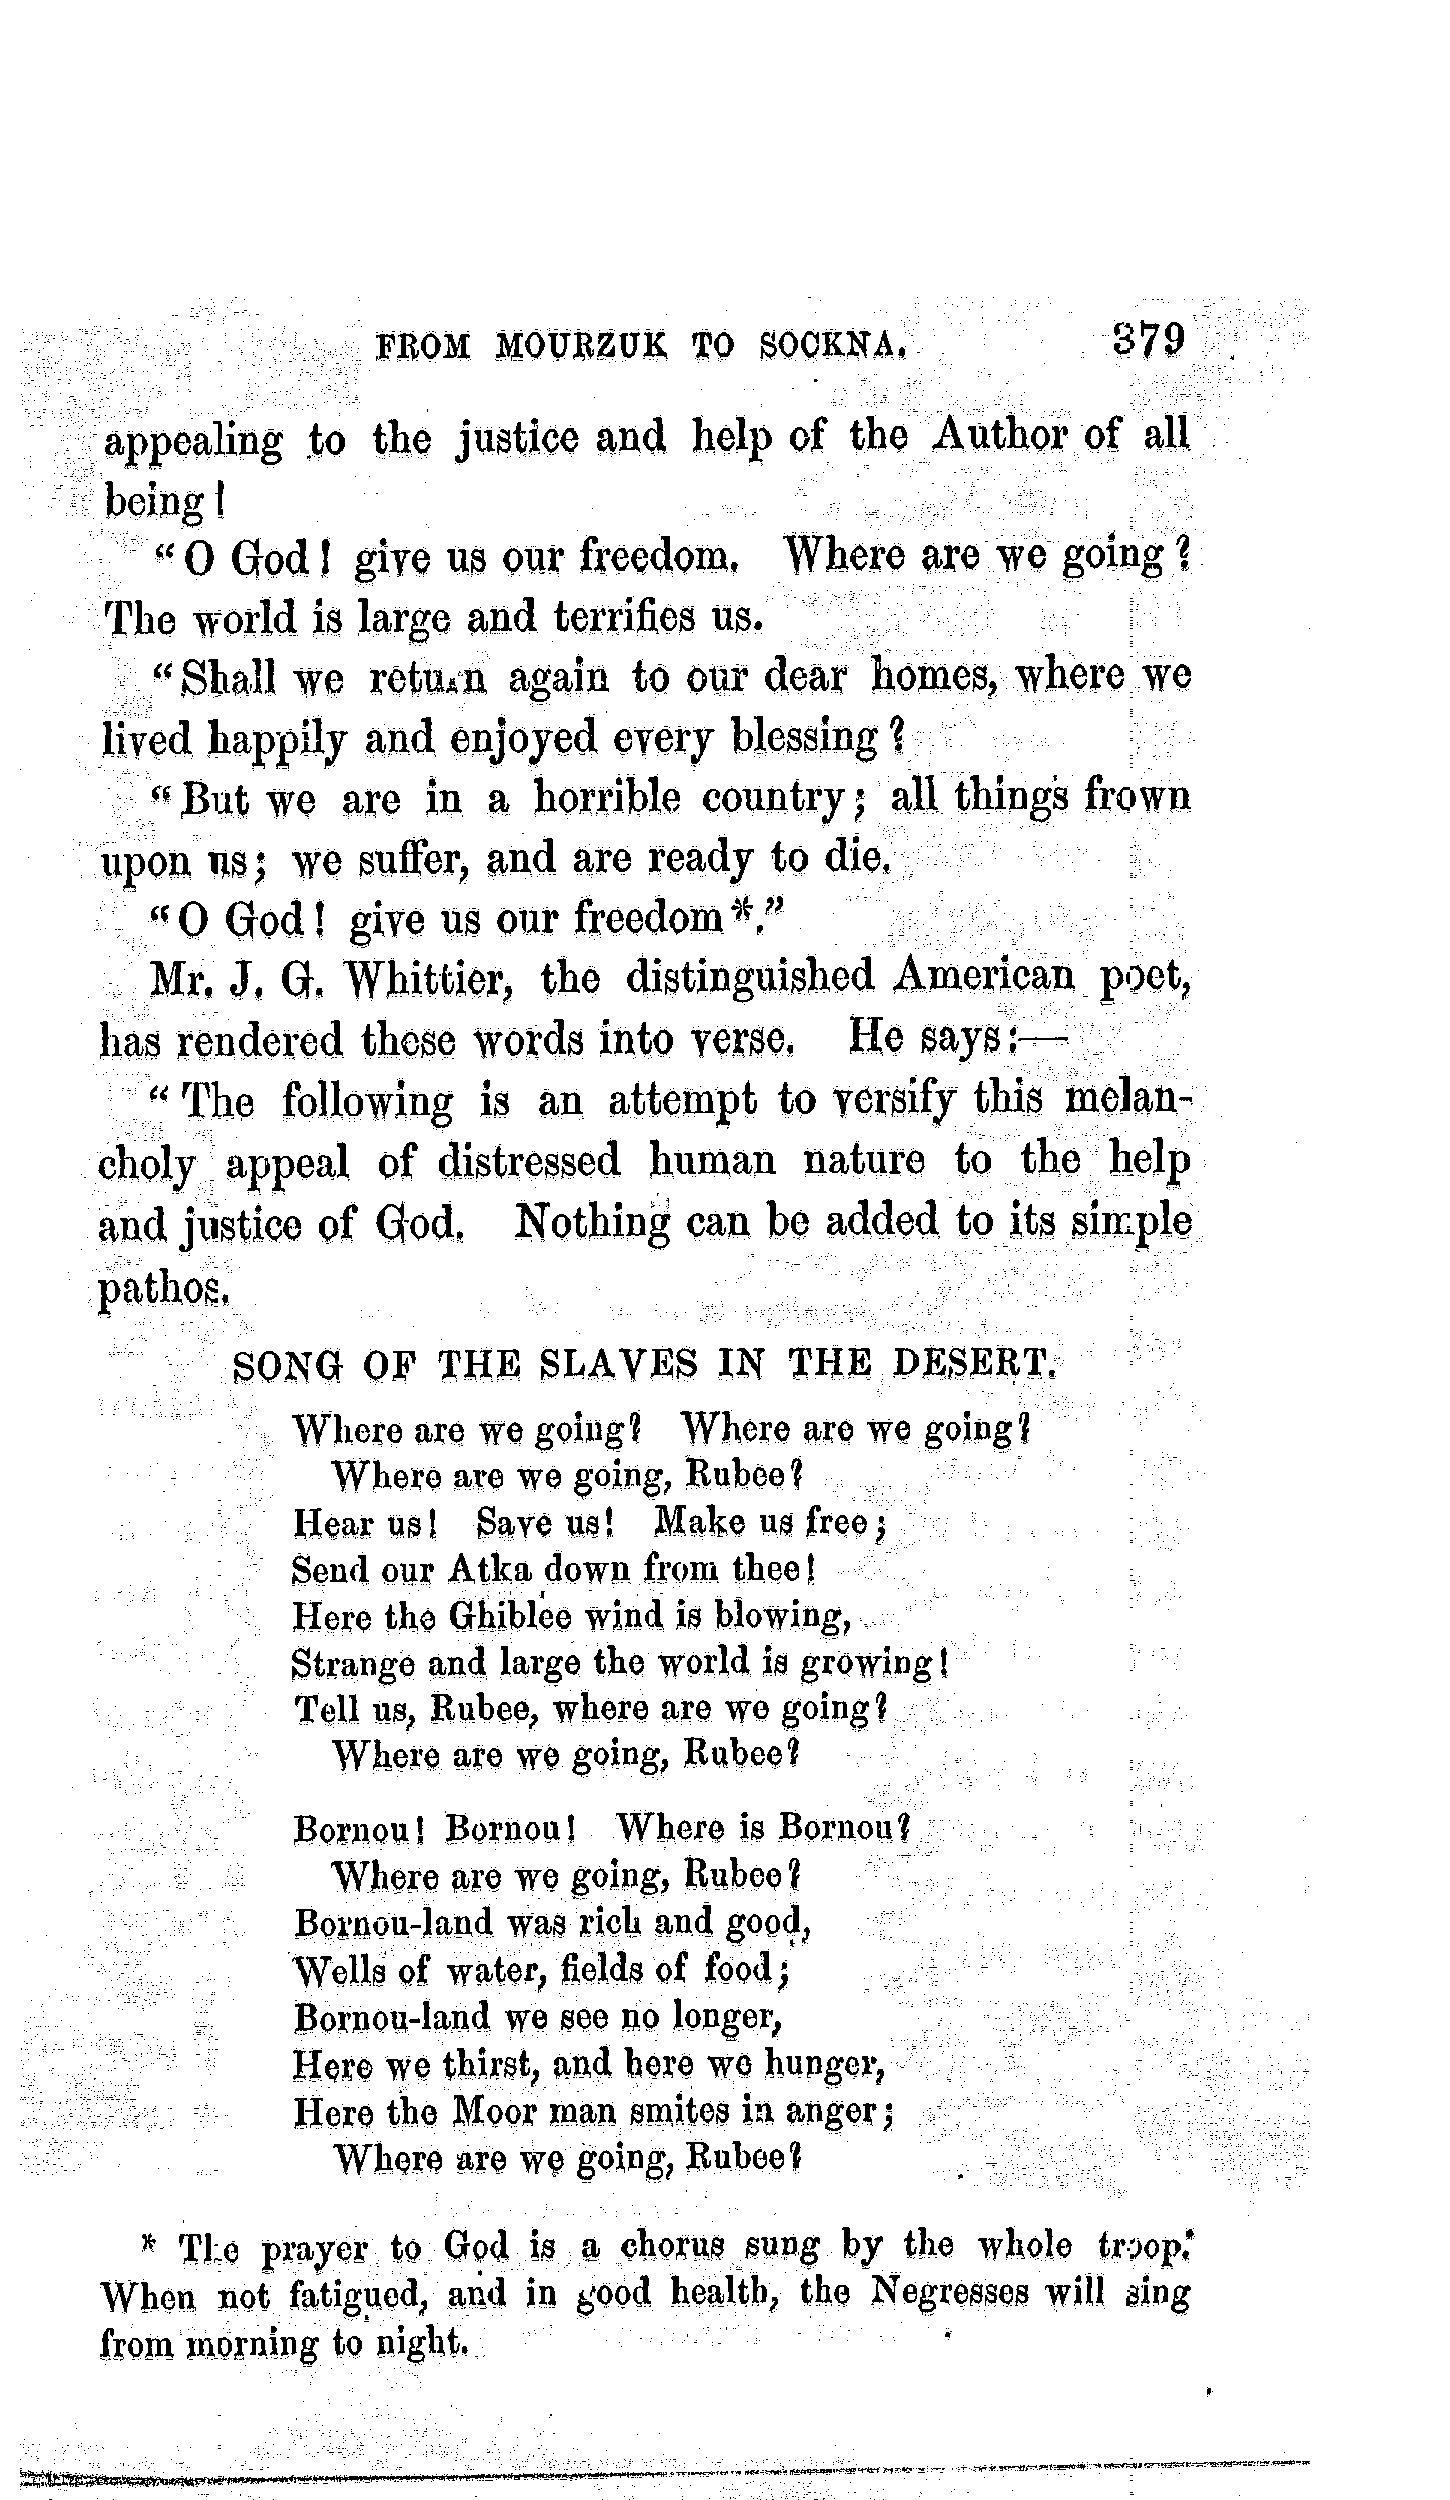 FROM MOURZUK TO SOCKNA. 379
appealing to the justice and help of the Author of all
being!
"O God! give us our freedom. Where are we going?
The world is large and terrifies us.
"Shall we return again to our dear homes, where we
lived happily and enjoyed every blessing?
"But we are in a horrible country; all things frown
upon us; we suffer, and are ready to die.
"O God! give us our freedom*."
Mr. J. G. Whittier, the distinguished American poet,
has rendered these words into verse. He says:—
"The following is an attempt to versify this melan-
choly appeal of distressed human nature to the help
and justice of God. Nothing can be added to its simple
pathos.
SONG OF THE SLAVES IN THE DESERT.
Where are we going? Where are we going?
Where are we going, Rubee?
Hear us! Save us! Make us free;
Send our Atka down from thee!
Here the Ghiblee wind is blowing,
Strange and large the world is growing!
Tell us, Rubee, where are we going?
Where are we going, Rubee?
Bornou! Bornou! Where is Bornou?
Where are we going, Rubee?
Bornou-land was rich and good,
Wells of water, fields of food;
Bornou-land we see no longer,
Here we thirst, and here we hunger,
Here the Moor man smites in anger;
Where are we going, Rubee?
* The prayer to God is a chorus sung by the whole troop.
When not fatigued, and in good health, the Negresses will sing
from morning to night.